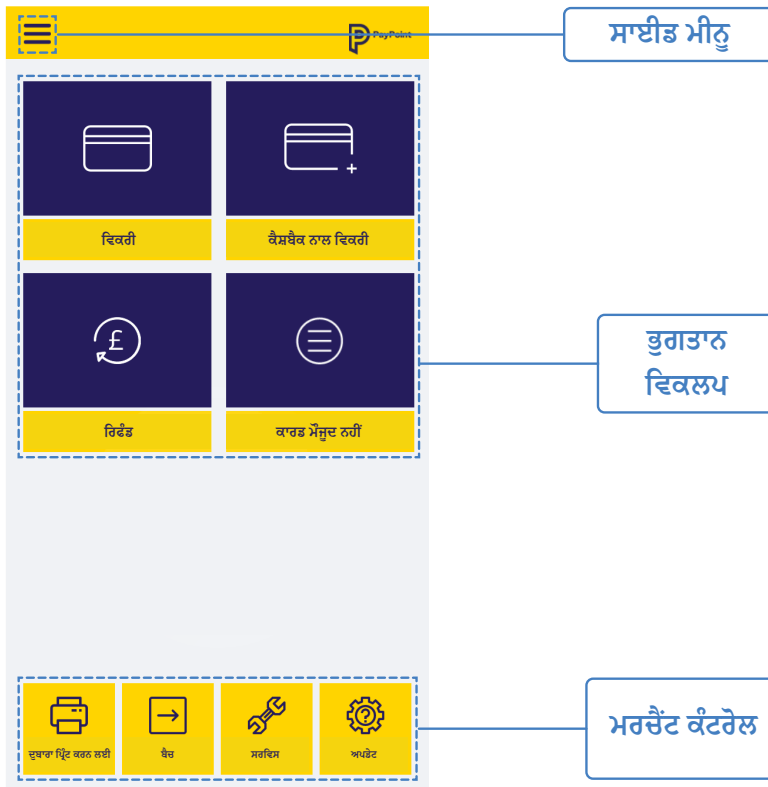 PayPoint
ਸਾਈਡ ਮੀਨੂ
ਵਿਕਰੀ
ਕੈਸ਼ਬੈਕ ਨਾਲ ਵਿਕਰੀ
£
ਭੁਗਤਾਨ
ਵਿਕਲਪ
ਰਿਫੰਡ
ਕਾਰਡ ਮੌਜੂਦ ਨਹੀਂ
ਮਰਚੈਂਟ ਕੰਟਰੋਲ
ਦੁਬਾਰਾ ਪ੍ਰਿੰਟ ਕਰਨ ਲਈ
ਬੈਚ
ਸਰਵਿਸ
ਅਪਡੇਟ